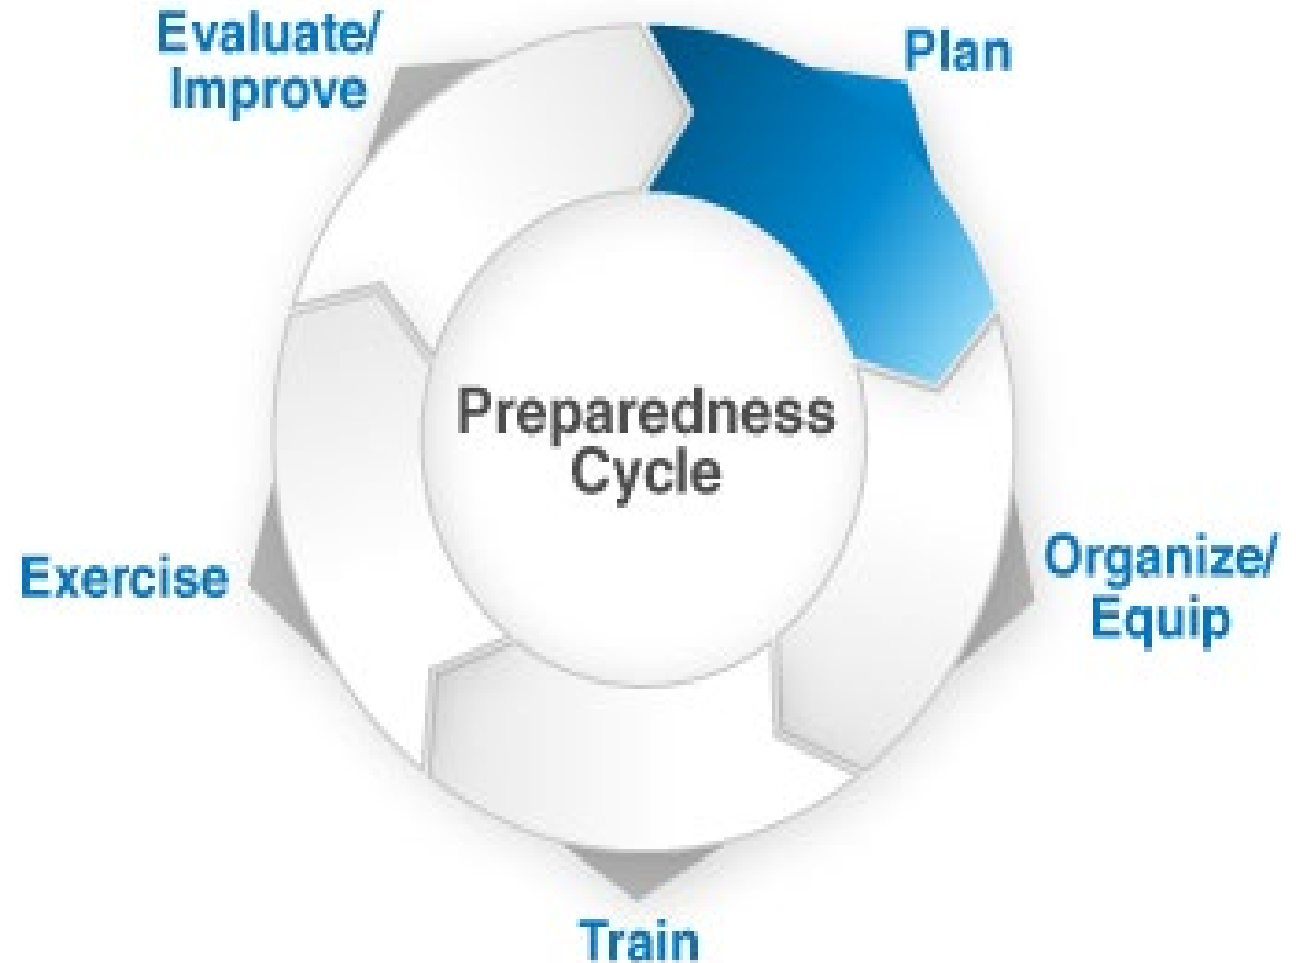 Evaluate/
Improve
Plan
Preparedness
Cycle
Exercise
Organize/
Equip
Train